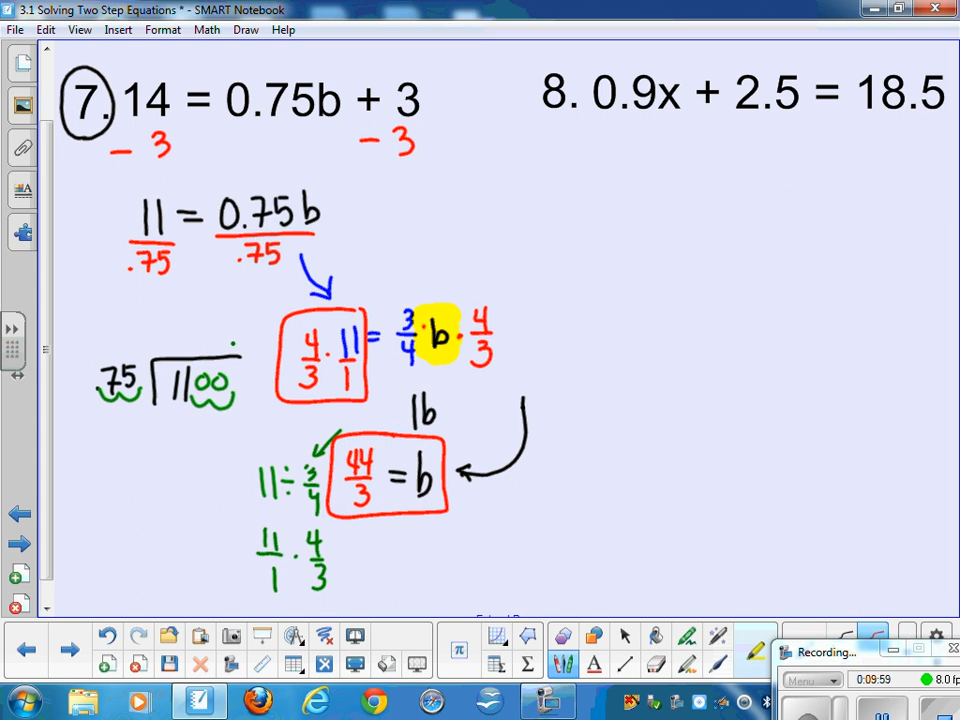 3.1 Solving Two Step Equations * - SMART Notebook
File Edit View Insert Format Math Draw Help
7. 14 = 0.75b + 3
- 3 - 3
11 = 0.75b
.75 .75
4/3 · 11/1 = 3/4 · b · 4/3
75 1100
1b
44/3 = b
11 ÷ 3/4
11/1 · 4/3
8. 0.9x + 2.5 = 18.5
π
Σ
A
Recording...
Menu
0:09:59
8.0 fp